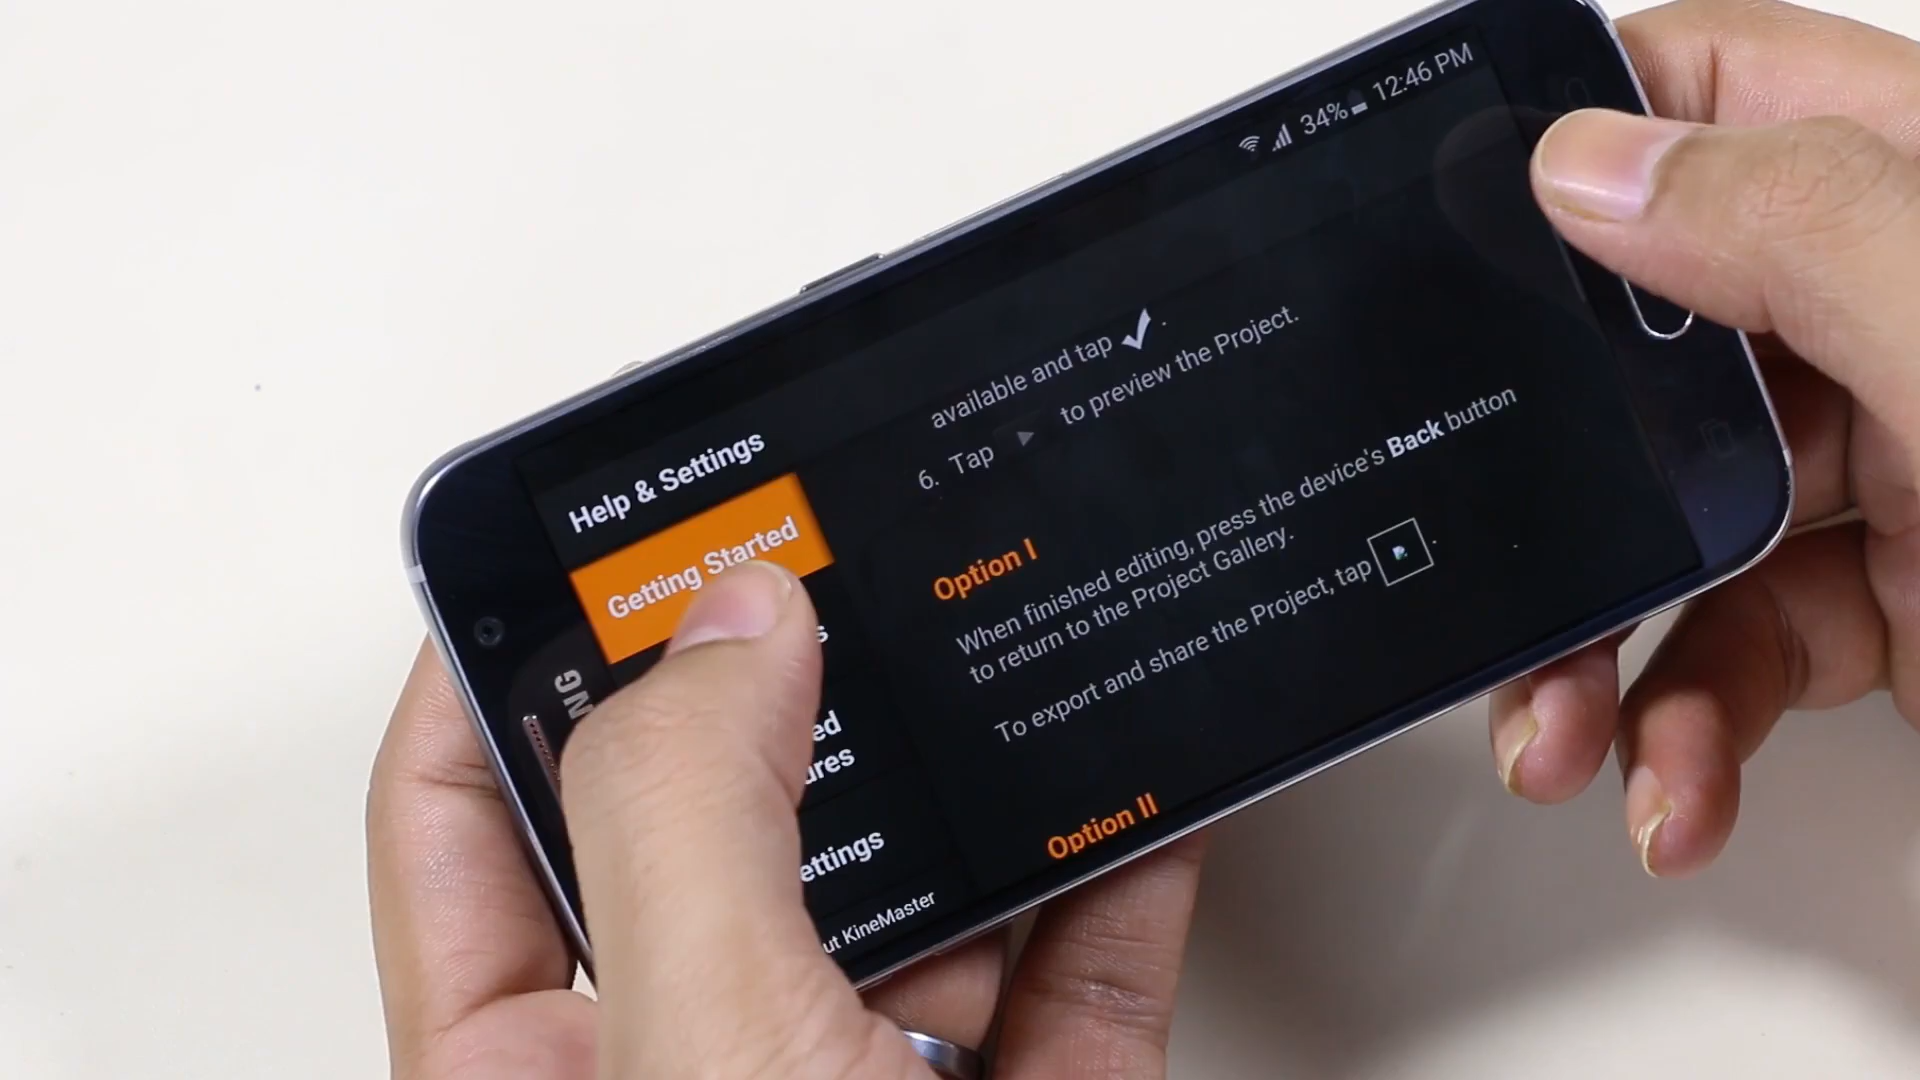 34% 12:46 PM
Help & Settings
Getting Started
ettings
ut KineMaster
available and tap ✓ .
6. Tap ▶ to preview the Project.
Option I
When finished editing, press the device's Back button
to return to the Project Gallery.
To export and share the Project, tap .
Option II